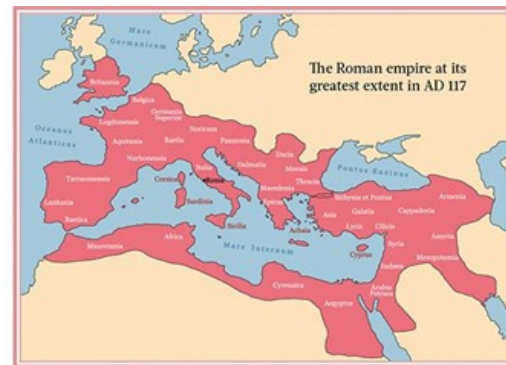 Mare
Germanicum
The Roman empire at its
greatest extent in AD 117
Britannia
Belgica
Germania
Superior
Lugdunensis
Oceanus
Atlanticus
Noricum
Raetia
Pannonia
Aquitania
Dacia
Narbonensis
Dalmatia
Moesia
Pontus Euxinus
Italia
Tarraconensis
Corsica
Roma
Thracia
Macedonia
Bithynia et Pontus
Armenia
Lusitania
Sardinia
Epirus
Asia
Galatia
Cappadocia
Baetica
Sicilia
Achaia
Lycia
Cilicia
Assyria
Mauretania
Africa
Cyprus
Syria
Mesopotamia
Mare Internum
Iudaea
Cyrenaica
Arabia
Petraea
Aegyptus